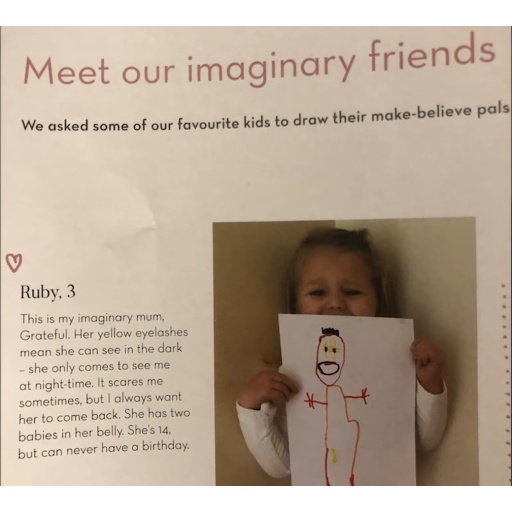 Meet our imaginary friends
We asked some of our favourite kids to draw their make-believe pals
Ruby, 3
This is my imaginary mum,
Grateful. Her yellow eyelashes
mean she can see in the dark
– she only comes to see me
at night-time. It scares me
sometimes, but I always want
her to come back. She has two
babies in her belly. She's 14,
but can never have a birthday.